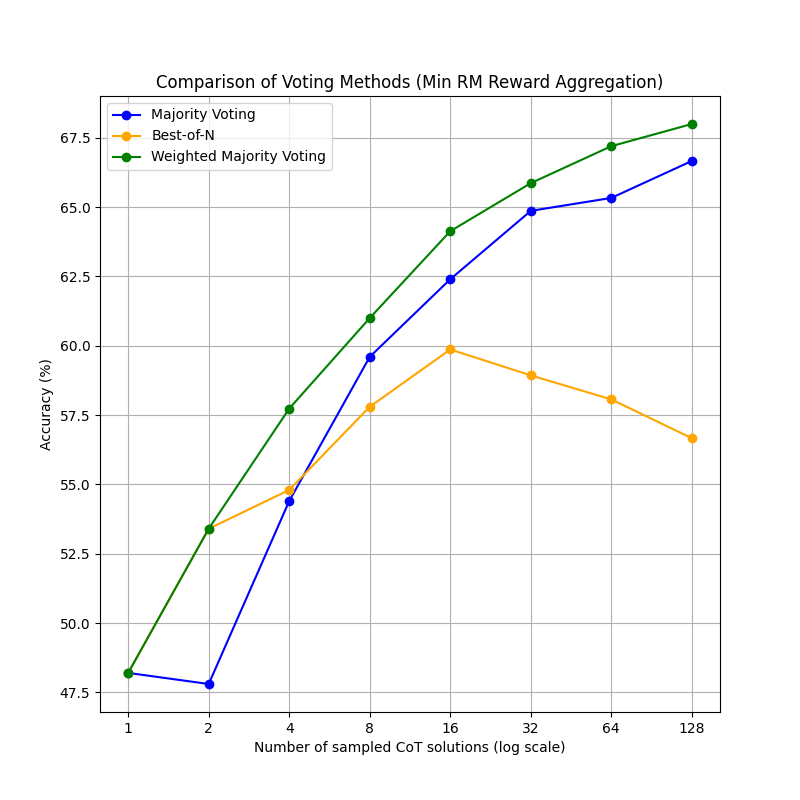 Comparison of Voting Methods (Min RM Reward Aggregation)
Majority Voting
Best-of-N
Weighted Majority Voting
67.5
65.0
62.5
60.0
57.5
55.0
52.5
50.0
47.5
Accuracy (%)
1 2 4 8 16 32 64 128
Number of sampled CoT solutions (log scale)